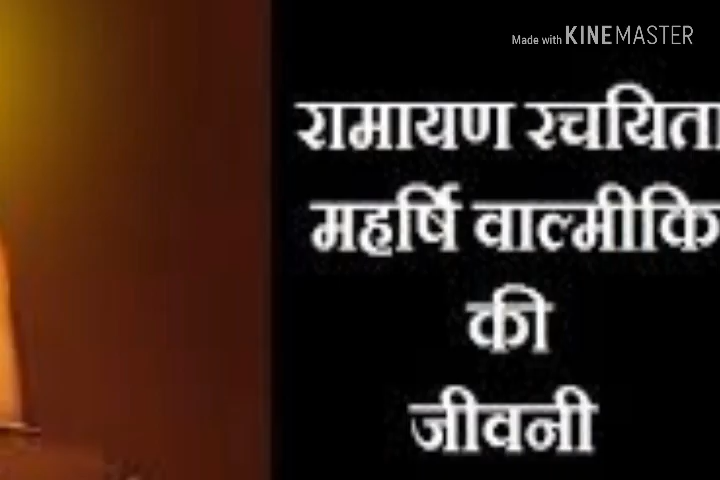 Made with KINEMASTER
रामायण रचयिता
महर्षि वाल्मीकि
की
जीवनी